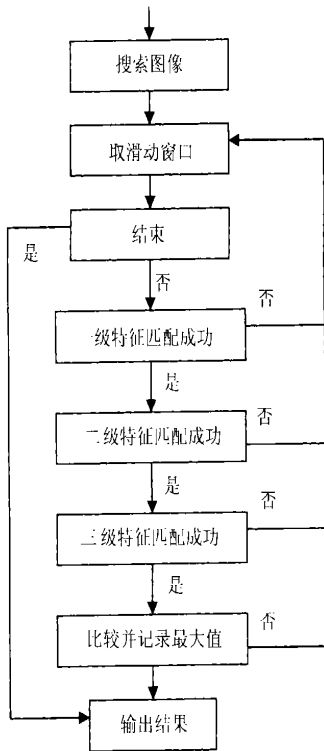 搜索图像
取滑动窗口
是
结束
否
否
一级特征匹配成功
是
否
二级特征匹配成功
是
否
三级特征匹配成功
是
否
比较并记录最大值
输出结果